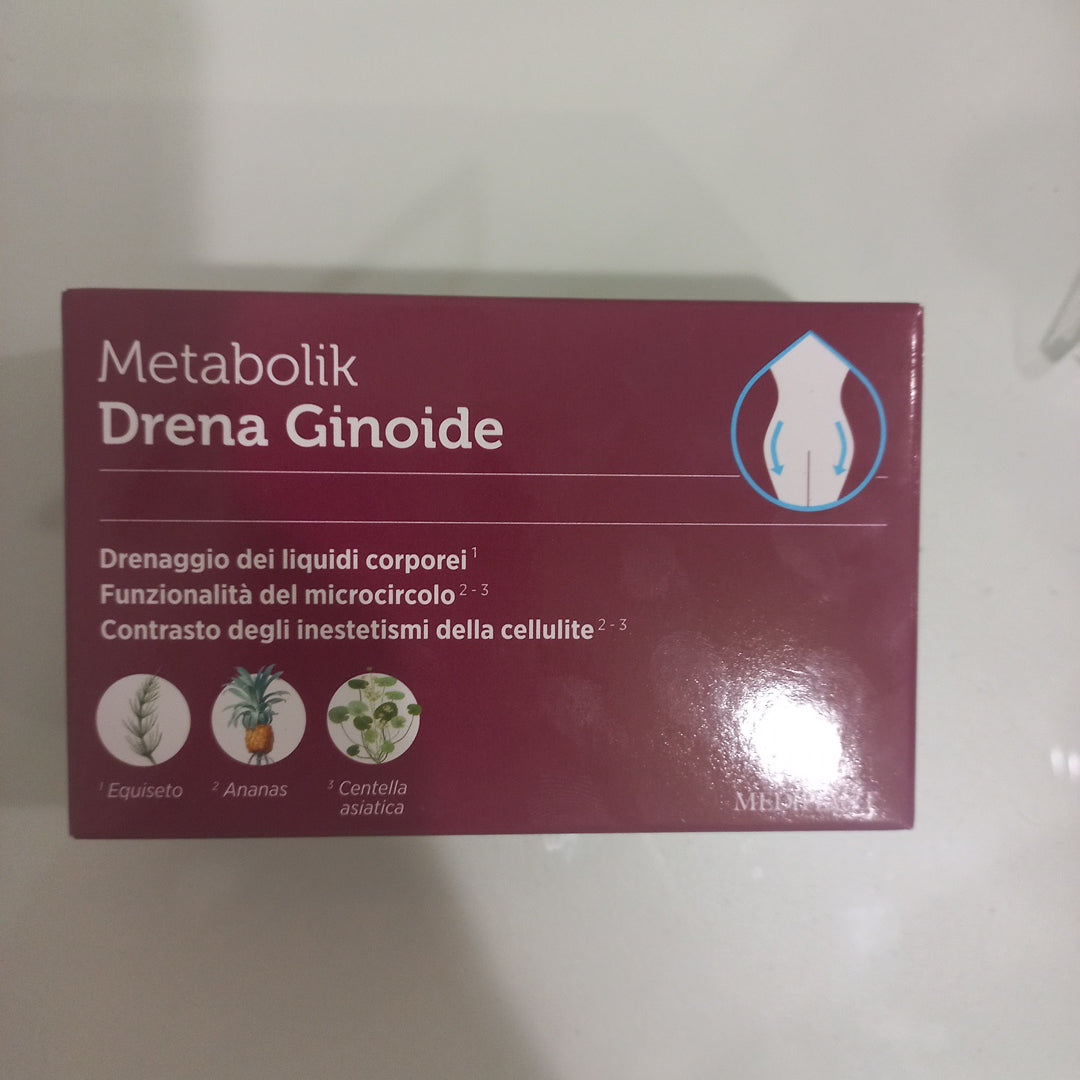 Metabolik
Drena Ginoide
Drenaggio dei liquidi corporei 1
Funzionalità del microcircolo 2 - 3
Contrasto degli inestetismi della cellulite 2 - 3
1 Equiseto
2 Ananas
3 Centella
asiatica